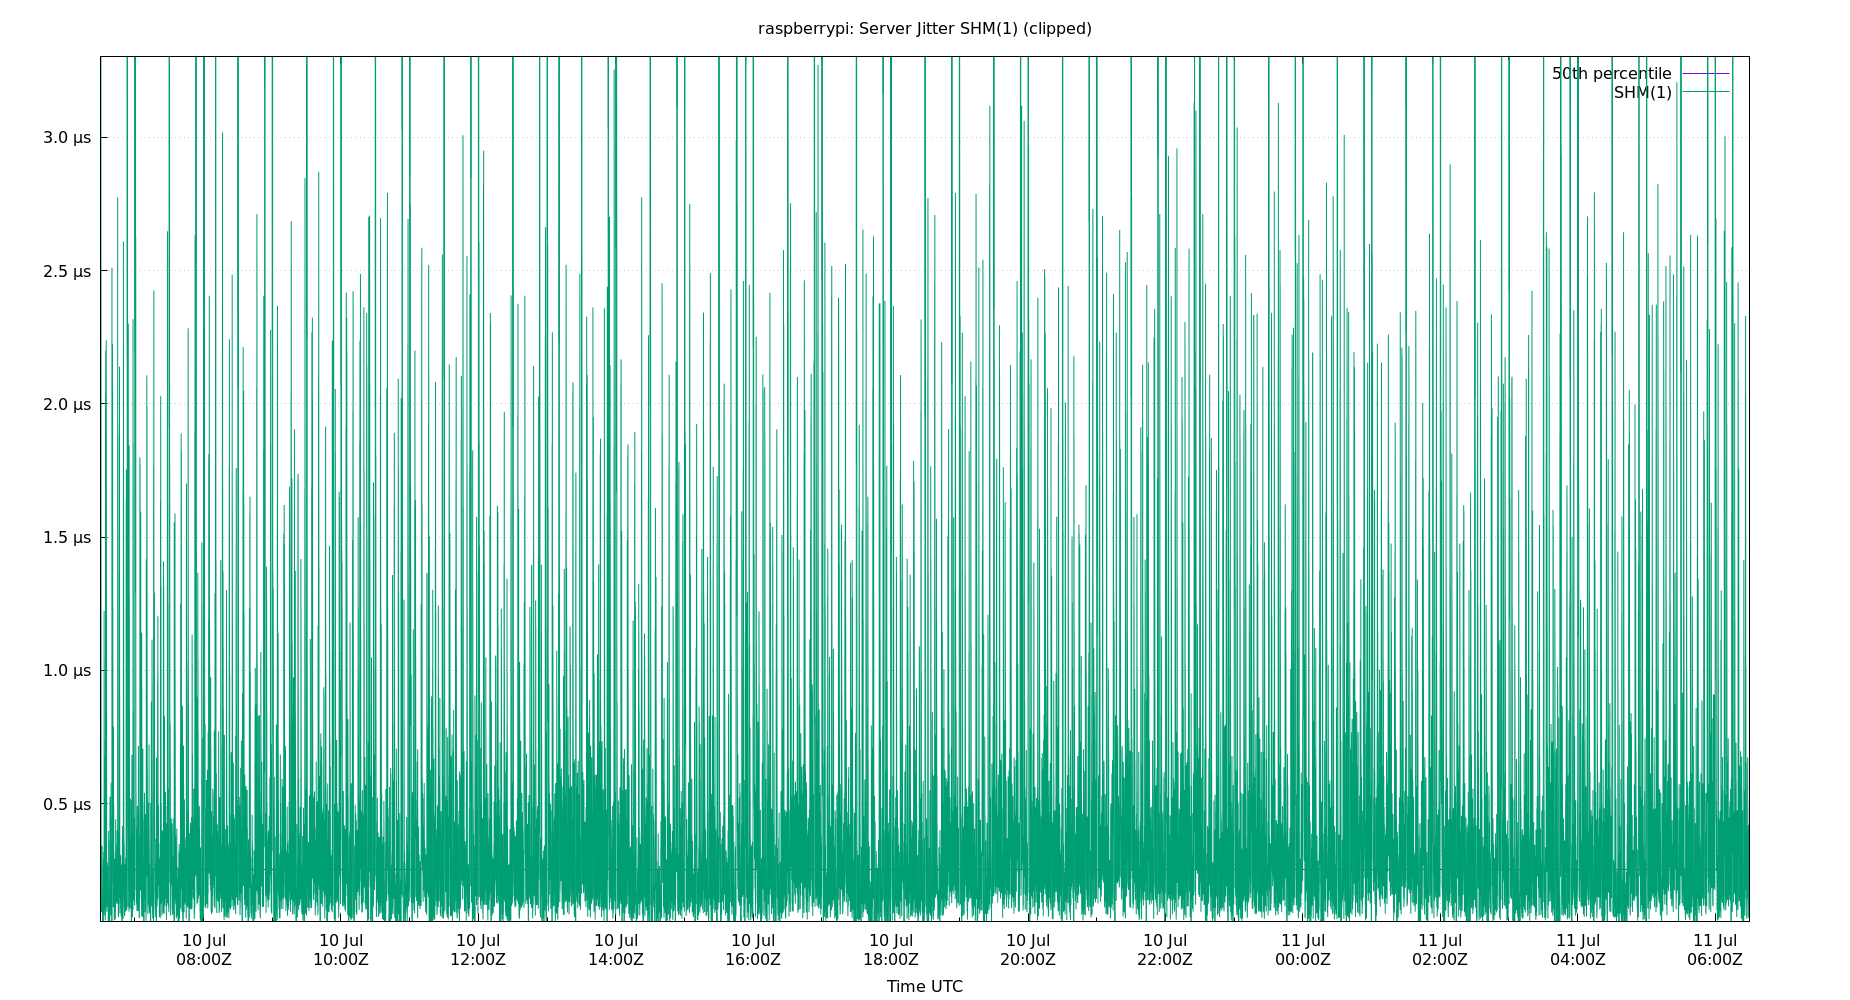 raspberrypi: Server Jitter SHM(1) (clipped)
50th percentile
SHM(1)
3.0 µs
2.5 µs
2.0 µs
1.5 µs
1.0 µs
0.5 µs
10 Jul 10 Jul 10 Jul 10 Jul 10 Jul 10 Jul 10 Jul 10 Jul 11 Jul 11 Jul 11 Jul 11 Jul
08:00Z 10:00Z 12:00Z 14:00Z 16:00Z 18:00Z 20:00Z 22:00Z 00:00Z 02:00Z 04:00Z 06:00Z
Time UTC